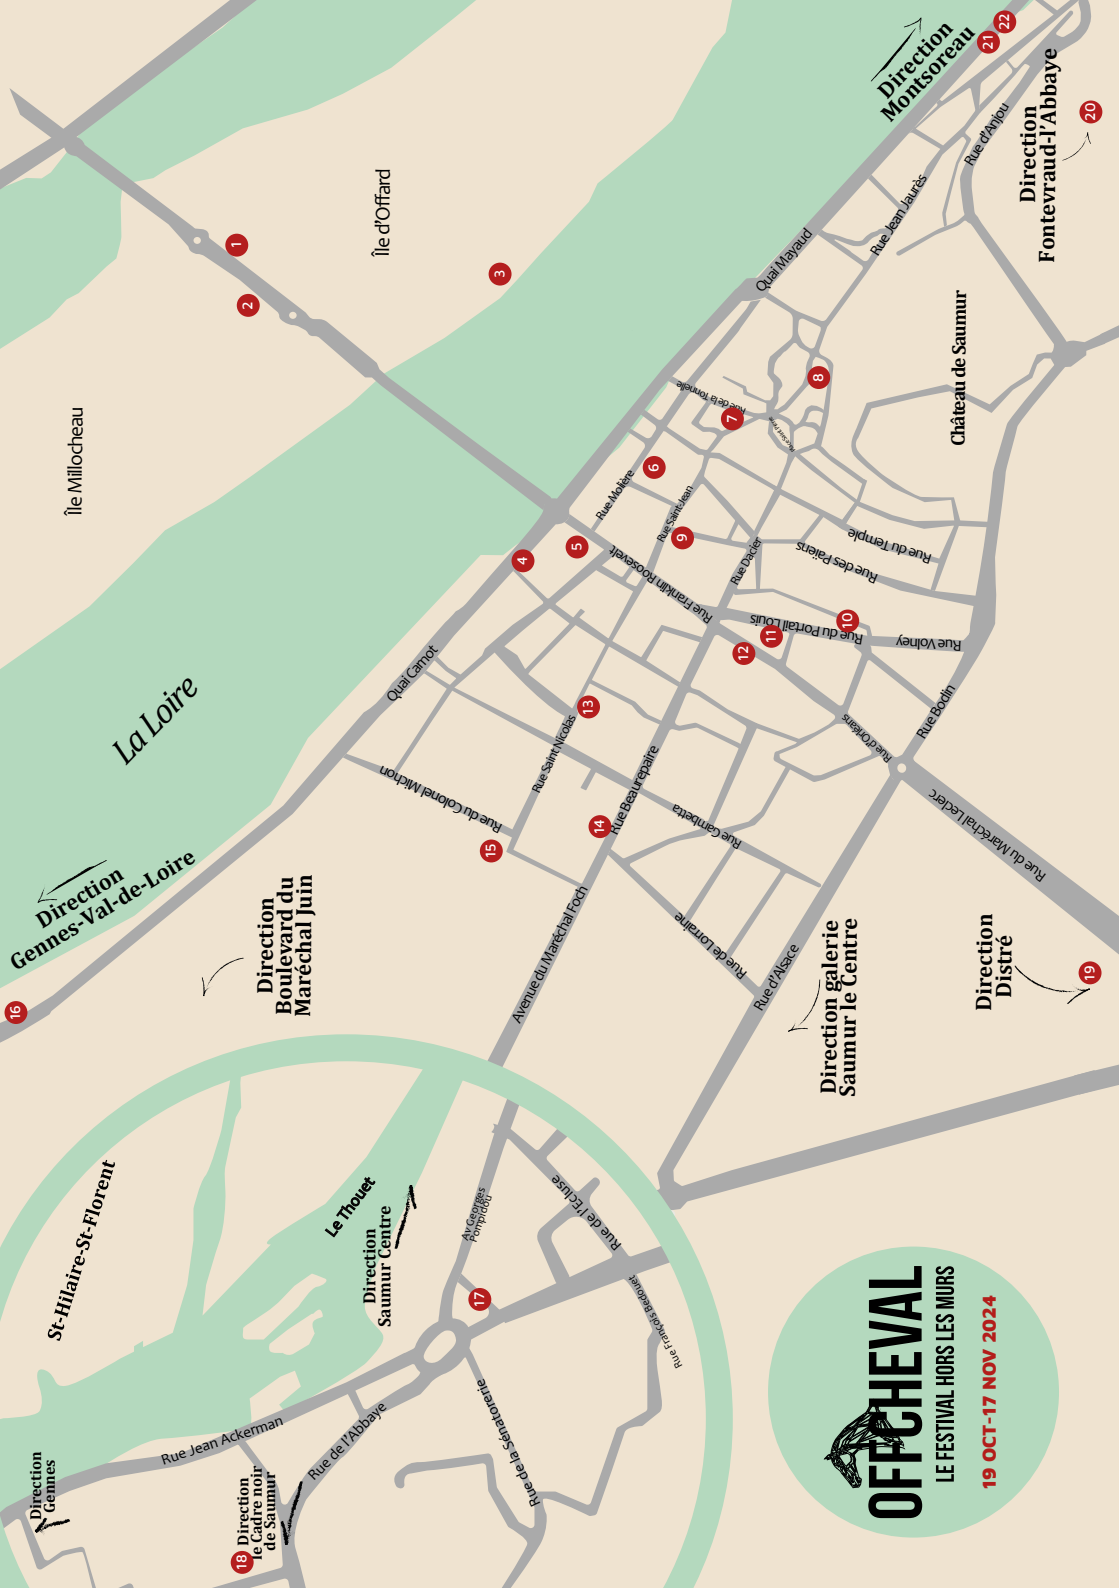 St-Hilaire-St-Florent
Direction
Gennes
Le Thouet
Direction
Saumur Centre
Rue Jean Ackerman
Rue de l'Abbaye
18
Direction
le Cadre noir
de Saumur
Av Georges
Pompidou
17
Rue de l'Ecluse
Rue François Bedouet
Rue de la Sénatorerie
16
Direction
Gennes-Val-de-Loire
Direction
Boulevard du
Maréchal Juin
La Loire
Île Millocheau
Île d'Offard
1
2
3
Quai Carnot
Rue du Colonel Michon
15
Rue Saint Nicolas
13
14
Avenue du Maréchal Foch
Rue Beaurepaire
Rue Gambetta
Rue de Lorraine
Rue d'Alsace
Direction galerie
Saumur le Centre
4
5
Rue Molière
6
Rue Franklin Roosevelt
Rue Saint-Jean
9
Rue de la Tonnelle
7
Rue Saint Pierre
8
Rue Dacier
Rue du Temple
Rue des Païens
10
11
12
Rue du Portail Louis
Rue Volney
Rue d'Orléans
Rue Bodin
Rue du Maréchal Leclerc
Direction
Distré
19
Château de Saumur
Quai Mayaud
Rue Jean Jaurès
Rue d'Anjou
Direction
Montsoreau
21
22
Direction
Fontevraud-l'Abbaye
20
OFFCHEVAL
LE FESTIVAL HORS LES MURS
19 OCT-17 NOV 2024